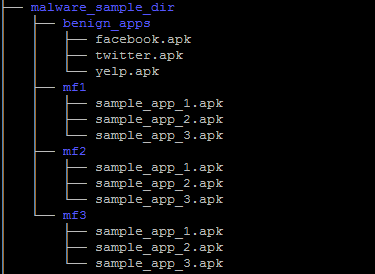 malware_sample_dir
benign_apps
facebook.apk
twitter.apk
yelp.apk
mf1
sample_app_1.apk
sample_app_2.apk
sample_app_3.apk
mf2
sample_app_1.apk
sample_app_2.apk
sample_app_3.apk
mf3
sample_app_1.apk
sample_app_2.apk
sample_app_3.apk